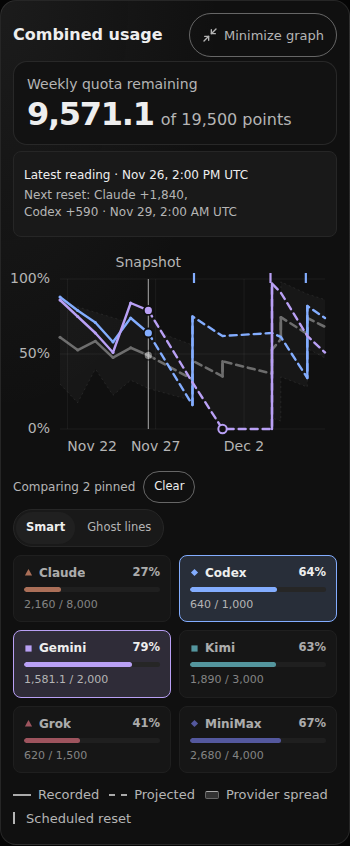 Combined usage
Minimize graph
Weekly quota remaining
9,571.1 of 19,500 points
Latest reading · Nov 26, 2:00 PM UTC
Next reset: Claude +1,840,
Codex +590 · Nov 29, 2:00 AM UTC
Snapshot
100%
50%
0%
Nov 22 Nov 27 Dec 2
Comparing 2 pinned Clear
Smart Ghost lines
Claude 27%
2,160 / 8,000
Codex 64%
640 / 1,000
Gemini 79%
1,581.1 / 2,000
Kimi 63%
1,890 / 3,000
Grok 41%
620 / 1,500
MiniMax 67%
2,680 / 4,000
Recorded Projected Provider spread
Scheduled reset